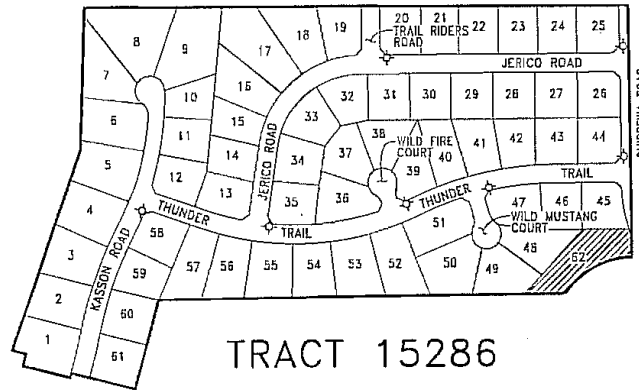 19 20 21 22 23 24 25
TRAIL RIDERS
ROAD
8 9 17 18
JERICO ROAD
7 10 16 32 31 30 29 28 27 26
6 11 15 33
JERICO ROAD
38 WILD FIRE
COURT
5 14 34 37 39 40 41 42 43 44
12 13 35 36
THUNDER
TRAIL
THUNDER
TRAIL
4 58 51 47 46 45
WILD MUSTANG
COURT
KASSON ROAD
3 59 57 56 55 54 53 52 50 49 48 62
2 60
1 61
TRACT 15286